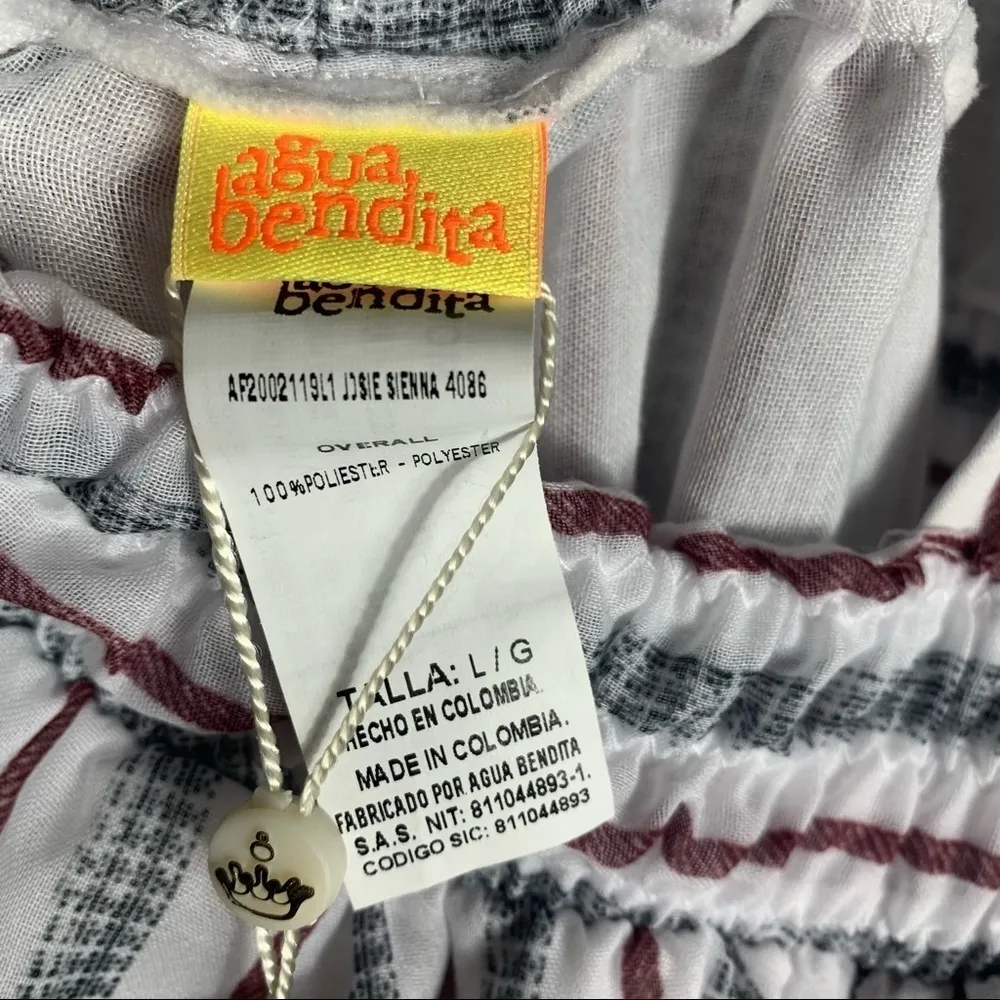 agua
bendita
bendita
AF2002119L1 JOSIE SIENNA 4086
OVERALL
100%POLIESTER - POLYESTER
TALLA: L / G
HECHO EN COLOMBIA.
MADE IN COLOMBIA.
FABRICADO POR AGUA BENDITA
S.A.S. NIT: 811044893-1.
CODIGO SIC: 811044893